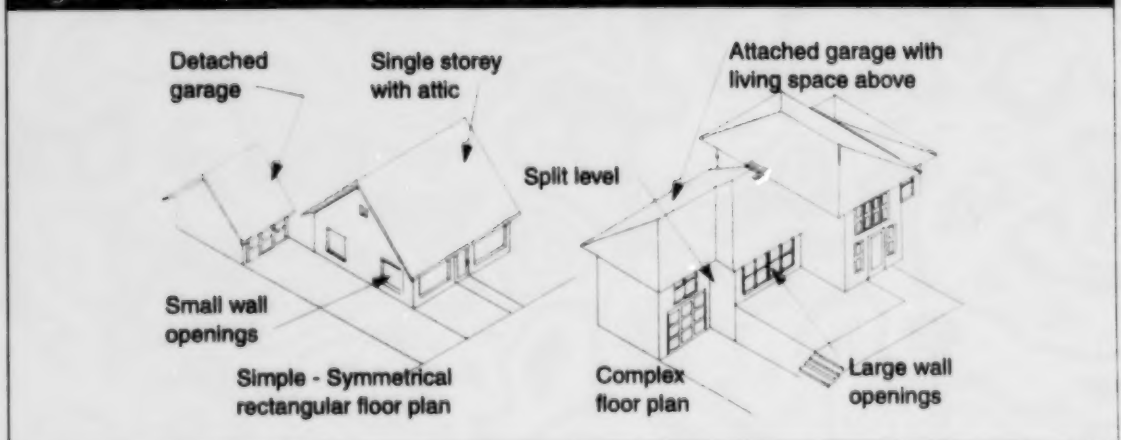 Detached
garage
Single storey
with attic
Attached garage with
living space above
Split level
Small wall
openings
Simple - Symmetrical
rectangular floor plan
Complex
floor plan
Large wall
openings